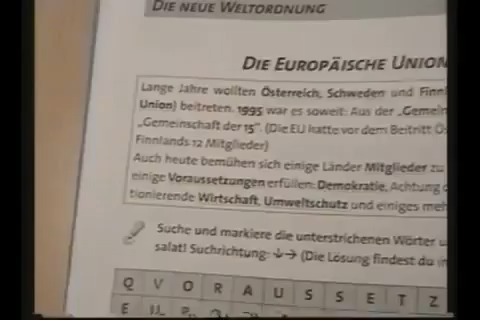 DIE NEUE WELTORDNUNG
DIE EUROPÄISCHE UNION
Lange Jahre wollten Österreich, Schweden und Finnl
Union) beitreten. 1995 war es soweit: Aus der „Gemein
„Gemeinschaft der 15“. (Die EU hatte vor dem Beitritt Ös
Finnlands 12 Mitglieder)
Auch heute bemühen sich einige Länder Mitglieder zu
einige Voraussetzungen erfüllen: Demokratie, Achtung d
tionierende Wirtschaft, Umweltschutz und einiges meh
Suche und markiere die unterstrichenen Wörter u
salat! Suchrichtung: ↓→ (Die Lösung findest du in
Q V O R A U S S E T Z
E